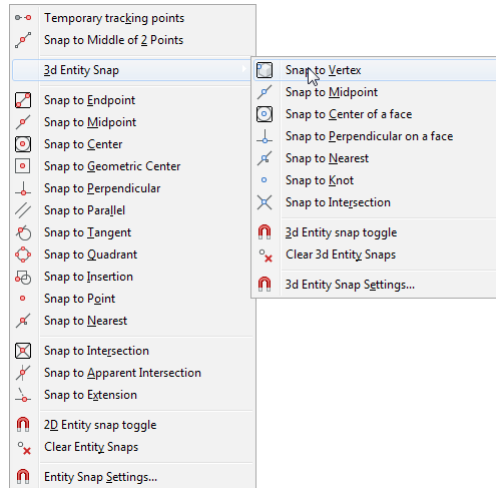 Temporary tracking points
Snap to Middle of 2 Points
3d Entity Snap
Snap to Endpoint
Snap to Midpoint
Snap to Center
Snap to Geometric Center
Snap to Perpendicular
Snap to Parallel
Snap to Tangent
Snap to Quadrant
Snap to Insertion
Snap to Point
Snap to Nearest
Snap to Intersection
Snap to Apparent Intersection
Snap to Extension
2D Entity snap toggle
Clear Entity Snaps
Entity Snap Settings...
Snap to Vertex
Snap to Midpoint
Snap to Center of a face
Snap to Perpendicular on a face
Snap to Nearest
Snap to Knot
Snap to Intersection
3d Entity snap toggle
Clear 3d Entity Snaps
3d Entity Snap Settings...